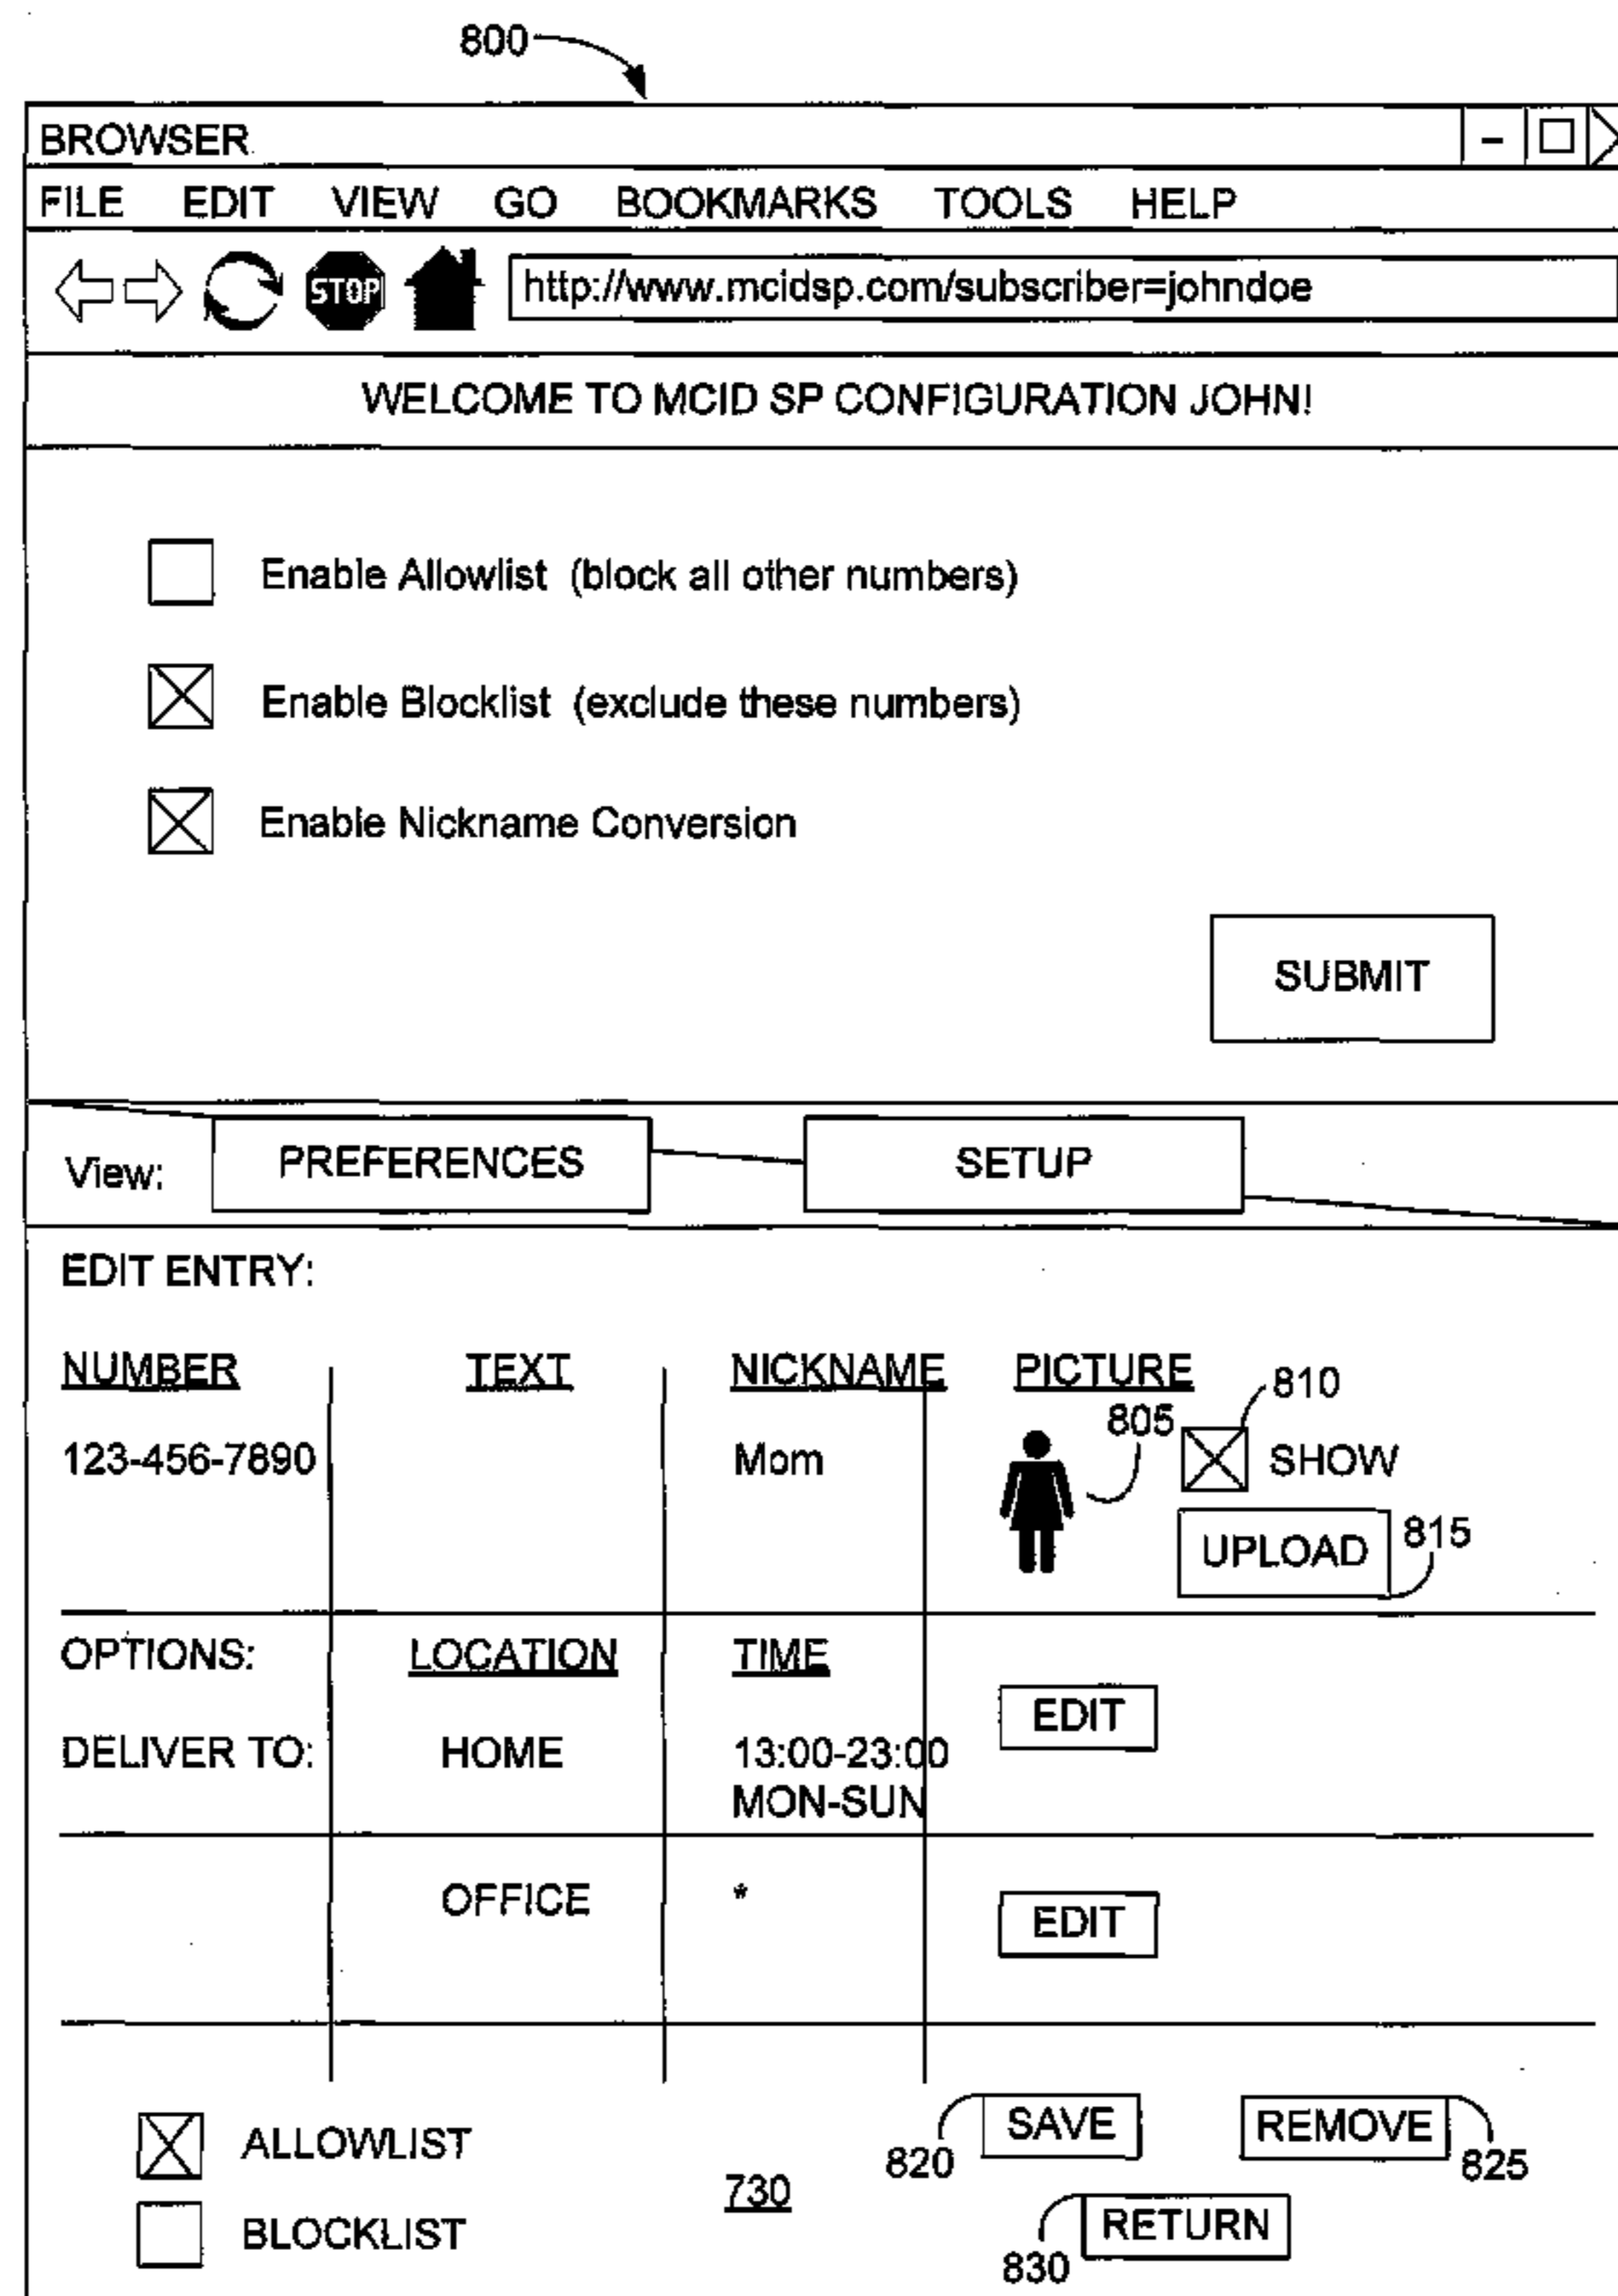 800
BROWSER
FILE EDIT VIEW GO BOOKMARKS TOOLS HELP
STOP http://www.mcidsp.com/subscriber=johndoe
WELCOME TO MCID SP CONFIGURATION JOHN!
Enable Allowlist (block all other numbers)
Enable Blocklist (exclude these numbers)
Enable Nickname Conversion
SUBMIT
View: PREFERENCES SETUP
EDIT ENTRY:
NUMBER TEXT NICKNAME PICTURE
810
805
123-456-7890 Mom SHOW
UPLOAD 815
OPTIONS: LOCATION TIME
EDIT
DELIVER TO: HOME 13:00-23:00
MON-SUN
OFFICE * EDIT
ALLOWLIST SAVE REMOVE
820 825
730
BLOCKLIST RETURN
830